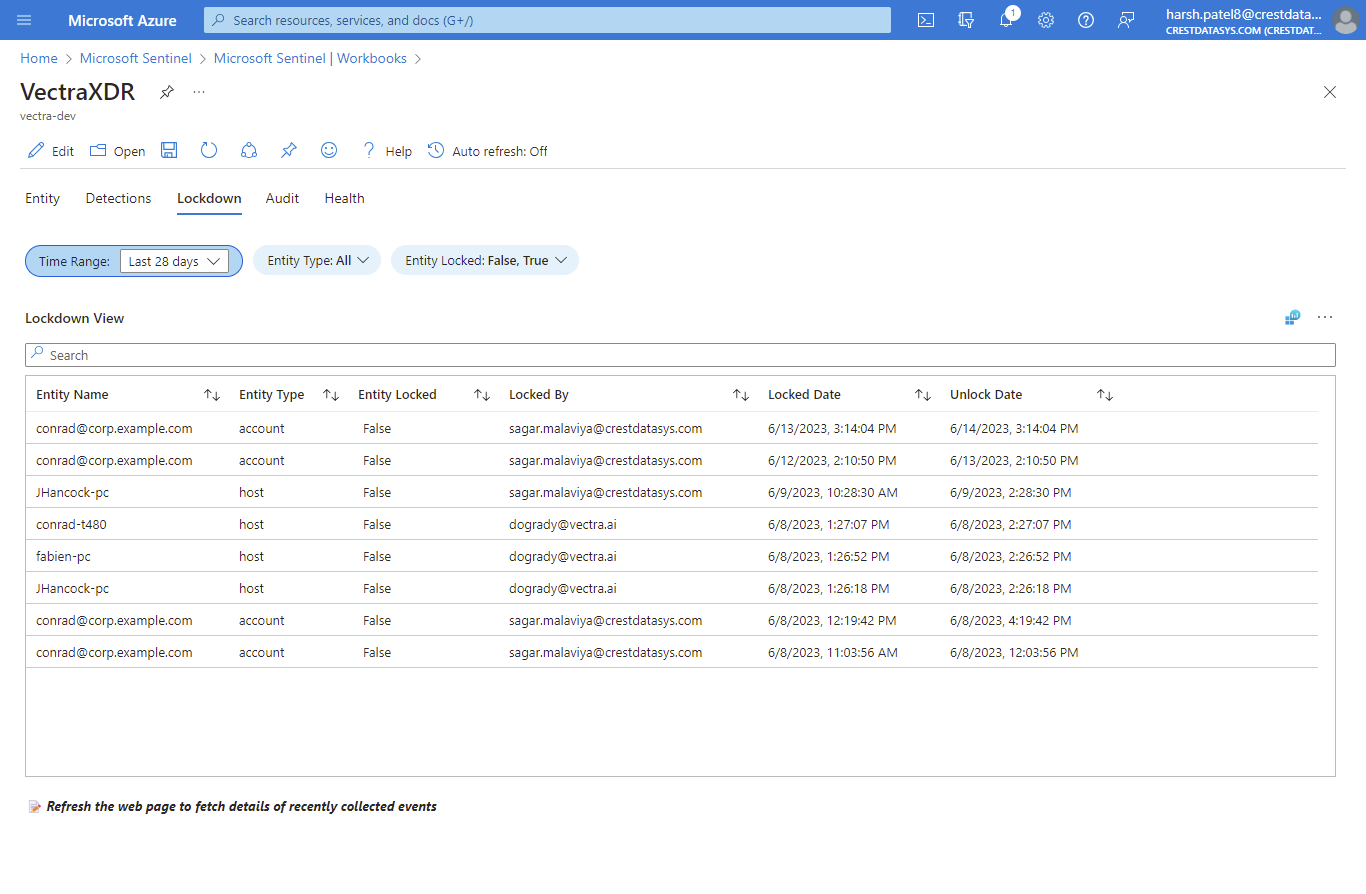 Microsoft Azure Search resources, services, and docs (G+/) 1 harsh.patel8@crestdata...
CRESTDATASYS.COM (CRESTDAT...
Home > Microsoft Sentinel > Microsoft Sentinel | Workbooks >
VectraXDR ...
vectra-dev
Edit Open ? Help Auto refresh: Off
Entity Detections Lockdown Audit Health
Time Range: Last 28 days Entity Type: All Entity Locked: False, True
Lockdown View ...
Search
Entity Name Entity Type Entity Locked Locked By Locked Date Unlock Date
conrad@corp.example.com account False sagar.malaviya@crestdatasys.com 6/13/2023, 3:14:04 PM 6/14/2023, 3:14:04 PM
conrad@corp.example.com account False sagar.malaviya@crestdatasys.com 6/12/2023, 2:10:50 PM 6/13/2023, 2:10:50 PM
JHancock-pc host False sagar.malaviya@crestdatasys.com 6/9/2023, 10:28:30 AM 6/9/2023, 2:28:30 PM
conrad-t480 host False dogrady@vectra.ai 6/8/2023, 1:27:07 PM 6/8/2023, 2:27:07 PM
fabien-pc host False dogrady@vectra.ai 6/8/2023, 1:26:52 PM 6/8/2023, 2:26:52 PM
JHancock-pc host False dogrady@vectra.ai 6/8/2023, 1:26:18 PM 6/8/2023, 2:26:18 PM
conrad@corp.example.com account False sagar.malaviya@crestdatasys.com 6/8/2023, 12:19:42 PM 6/8/2023, 4:19:42 PM
conrad@corp.example.com account False sagar.malaviya@crestdatasys.com 6/8/2023, 11:03:56 AM 6/8/2023, 12:03:56 PM
Refresh the web page to fetch details of recently collected events